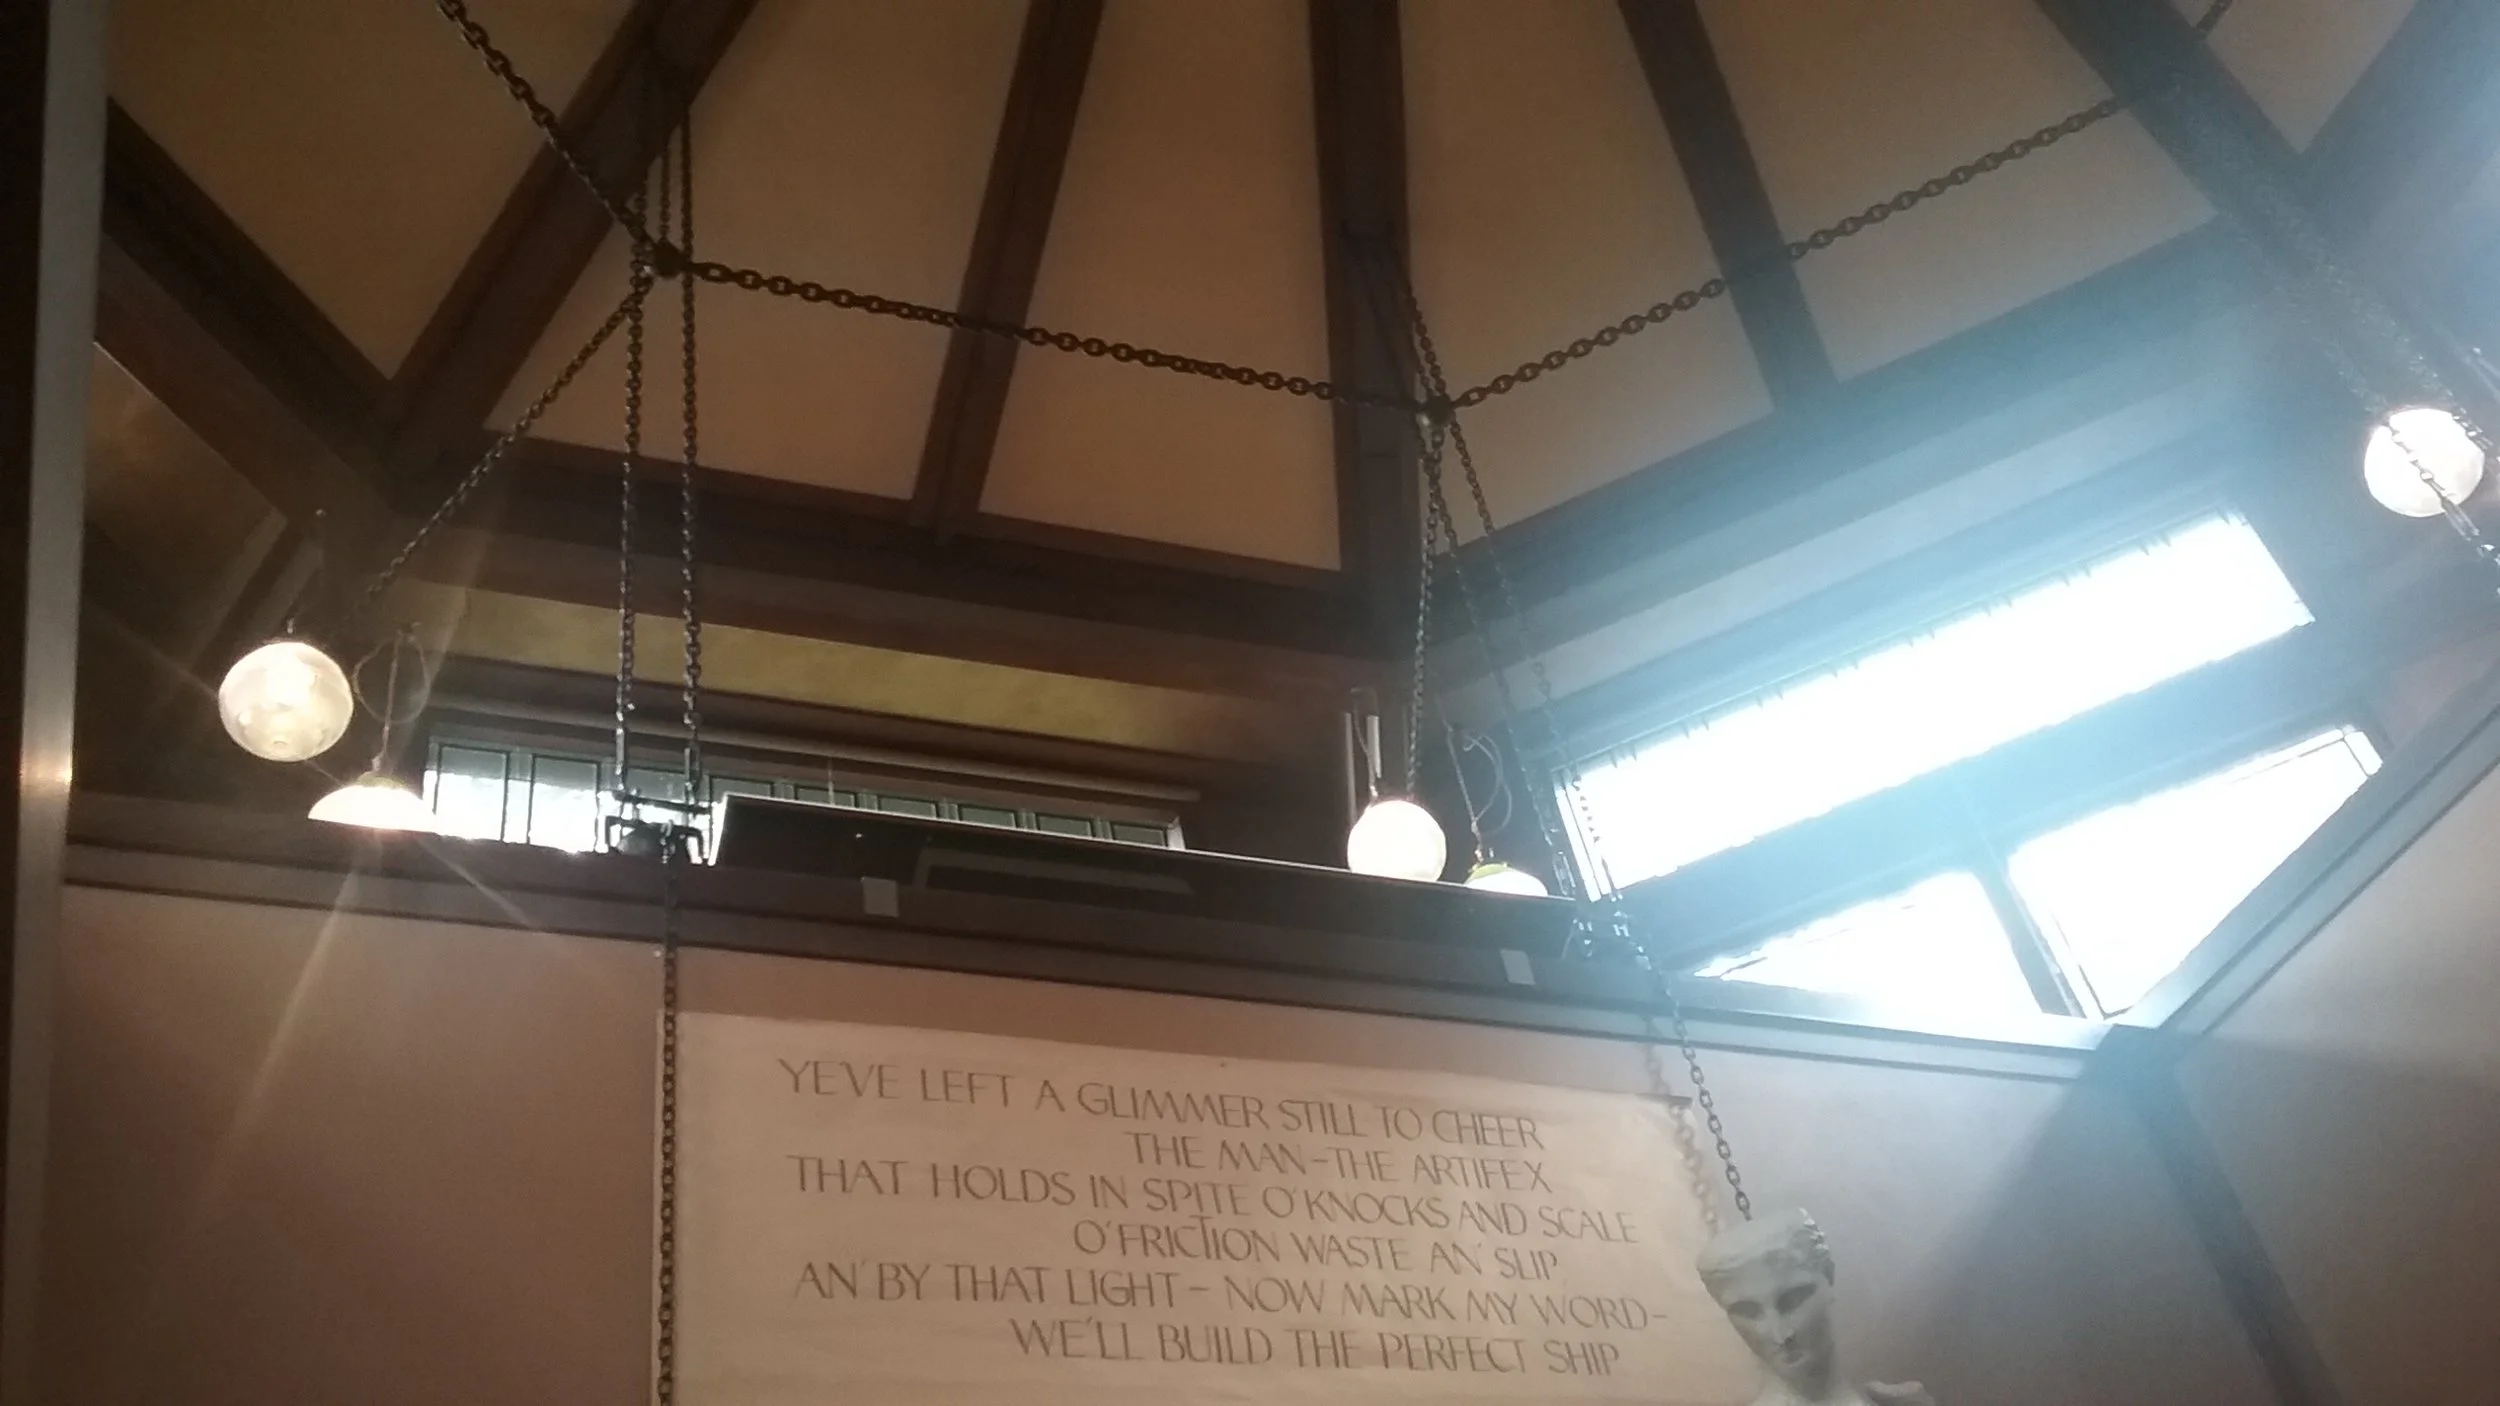 YE'VE LEFT A GLIMMER STILL TO CHEER
THE MAN–THE ARTIFEX
THAT HOLDS IN SPITE O'KNOCKS AND SCALE
O'FRICTION WASTE AN' SLIP
AN' BY THAT LIGHT – NOW MARK MY WORD–
WE'LL BUILD THE PERFECT SHIP